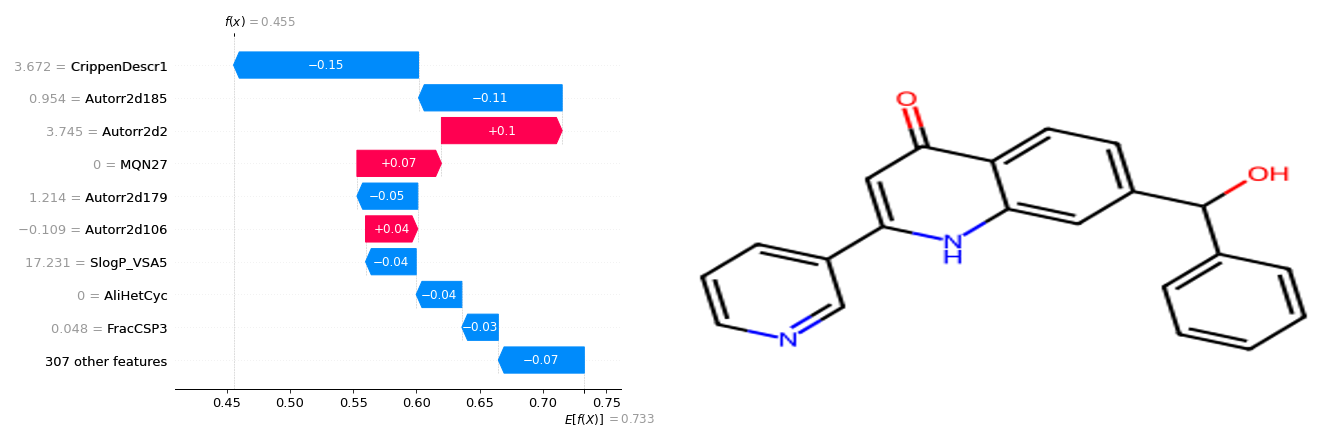 f(x) = 0.455
3.672 = CrippenDescr1 −0.15
0.954 = Autorr2d185 −0.11
3.745 = Autorr2d2 +0.1
0 = MQN27 +0.07
1.214 = Autorr2d179 −0.05
−0.109 = Autorr2d106 +0.04
17.231 = SlogP_VSA5 −0.04
0 = AliHetCyc −0.04
0.048 = FracCSP3 −0.03
307 other features −0.07
0.45 0.50 0.55 0.60 0.65 0.70 0.75
E[f(X)] = 0.733
O
OH
N
H
N